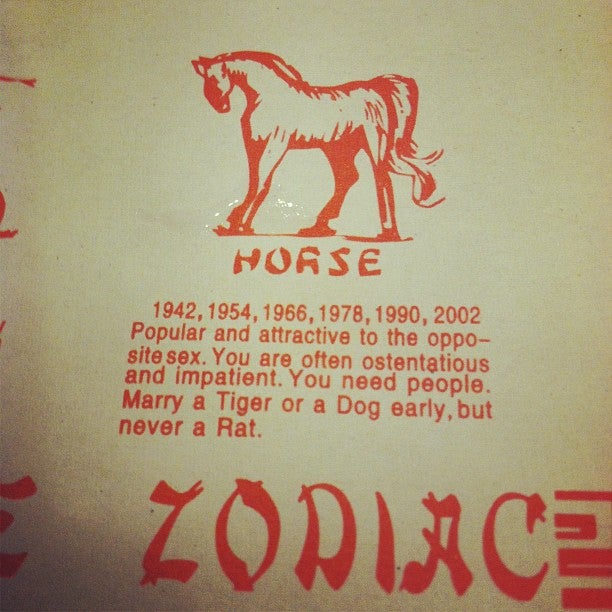 HORSE
1942, 1954, 1966, 1978, 1990, 2002
Popular and attractive to the oppo-
site sex. You are often ostentatious
and impatient. You need people.
Marry a Tiger or a Dog early, but
never a Rat.
ZODIAC